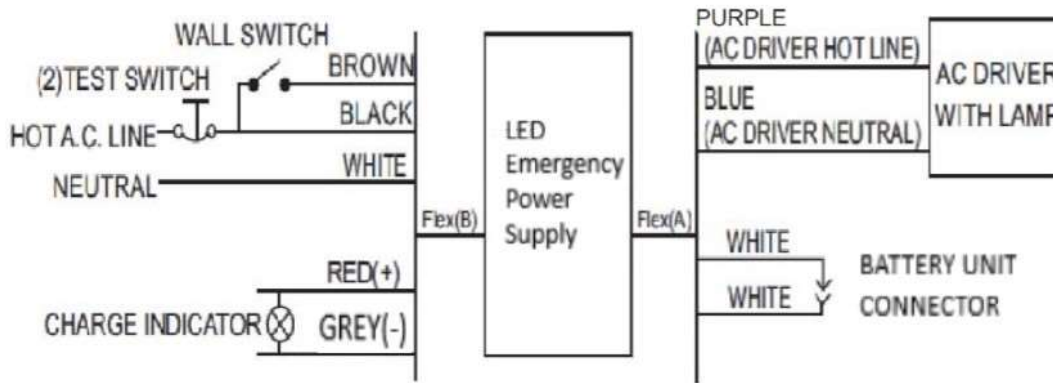 WALL SWITCH
(2)TEST SWITCH
BROWN
BLACK
HOT A.C. LINE
WHITE
NEUTRAL
Flex(B)
RED(+)
CHARGE INDICATOR
GREY(-)
LED
Emergency
Power
Supply
Flex(A)
PURPLE
(AC DRIVER HOT LINE)
BLUE
(AC DRIVER NEUTRAL)
AC DRIVER
WITH LAMP
WHITE
WHITE
BATTERY UNIT
CONNECTOR